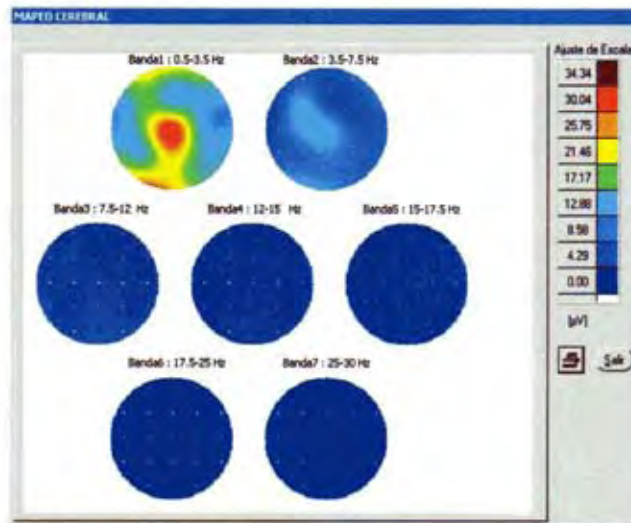 MAPEO CEREBRAL
Banda1 : 0.5-3.5 Hz
Banda2 : 3.5-7.5 Hz
Banda3 : 7.5-12 Hz
Banda4 : 12-15 Hz
Banda5 : 15-17.5 Hz
Banda6 : 17.5-25 Hz
Banda7 : 25-30 Hz
Ajuste de Escala
34.34
30.04
25.75
21.46
17.17
12.88
8.58
4.29
0.00
[µV]
Salir